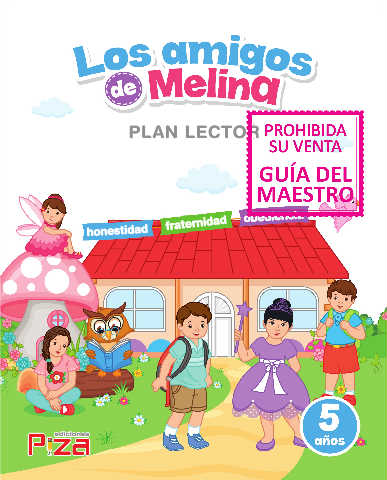 Los amigos
de Melina
PLAN LECTOR
PROHIBIDA
SU VENTA
GUÍA DEL
MAESTRO
honestidad
fraternidad
5
años
ediciones
Piza